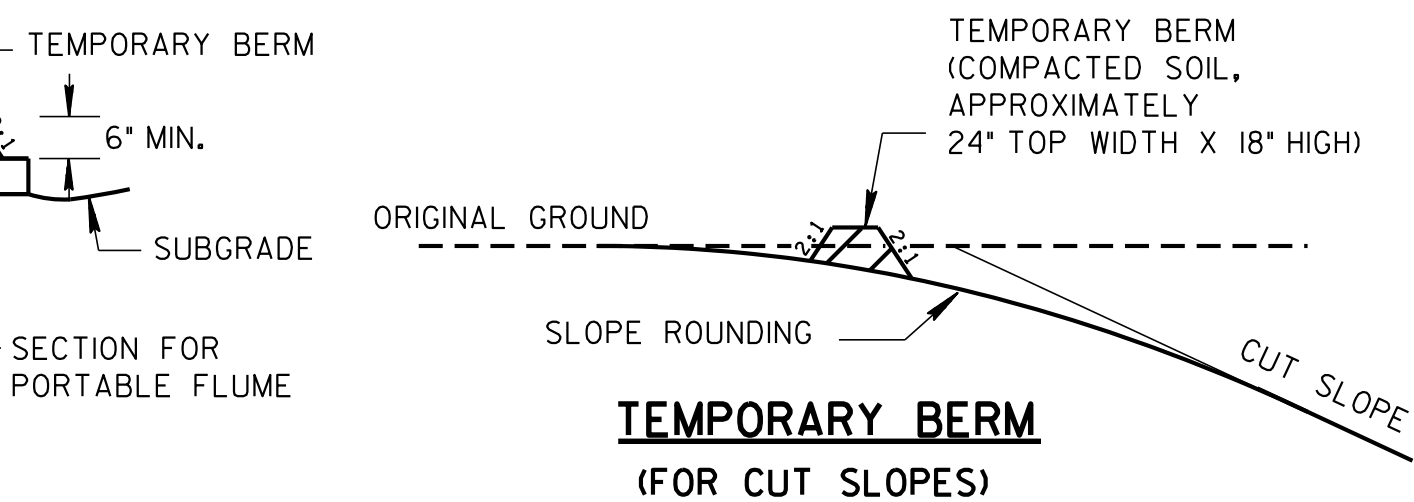 TEMPORARY BERM
6" MIN.
SUBGRADE
SECTION FOR
PORTABLE FLUME
TEMPORARY BERM
(COMPACTED SOIL,
APPROXIMATELY
24" TOP WIDTH X 18" HIGH)
ORIGINAL GROUND
2:1
2:1
SLOPE ROUNDING
CUT SLOPE
TEMPORARY BERM
(FOR CUT SLOPES)